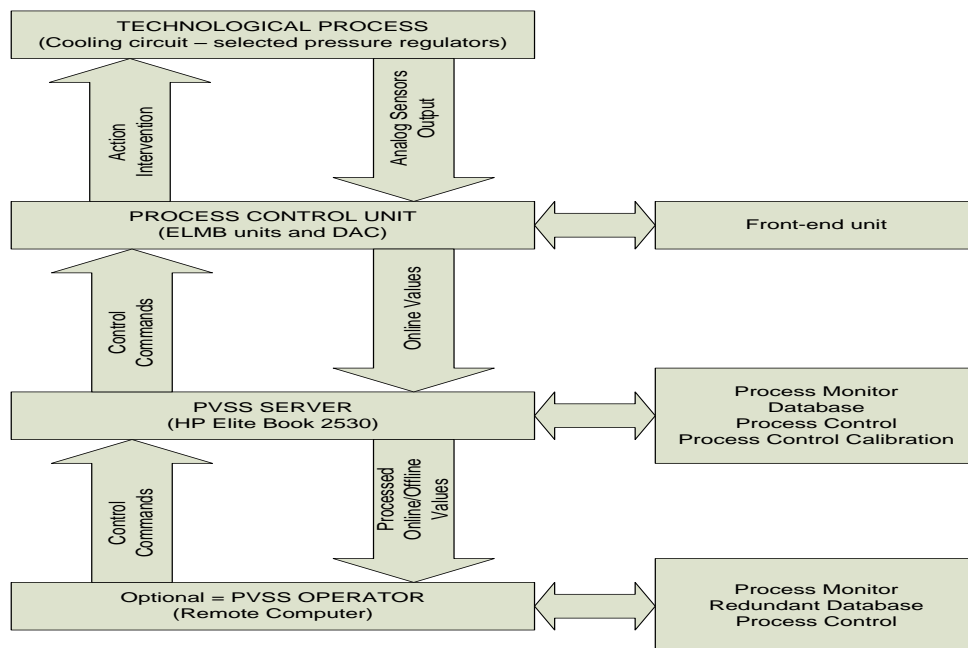 TECHNOLOGICAL PROCESS
(Cooling circuit – selected pressure regulators)
Action
Intervention
Analog Sensors
Output
PROCESS CONTROL UNIT
(ELMB units and DAC)
Front-end unit
Control
Commands
Online Values
PVSS SERVER
(HP Elite Book 2530)
Process Monitor
Database
Process Control
Process Control Calibration
Control
Commands
Processed
Online/Offline
Values
Optional = PVSS OPERATOR
(Remote Computer)
Process Monitor
Redundant Database
Process Control